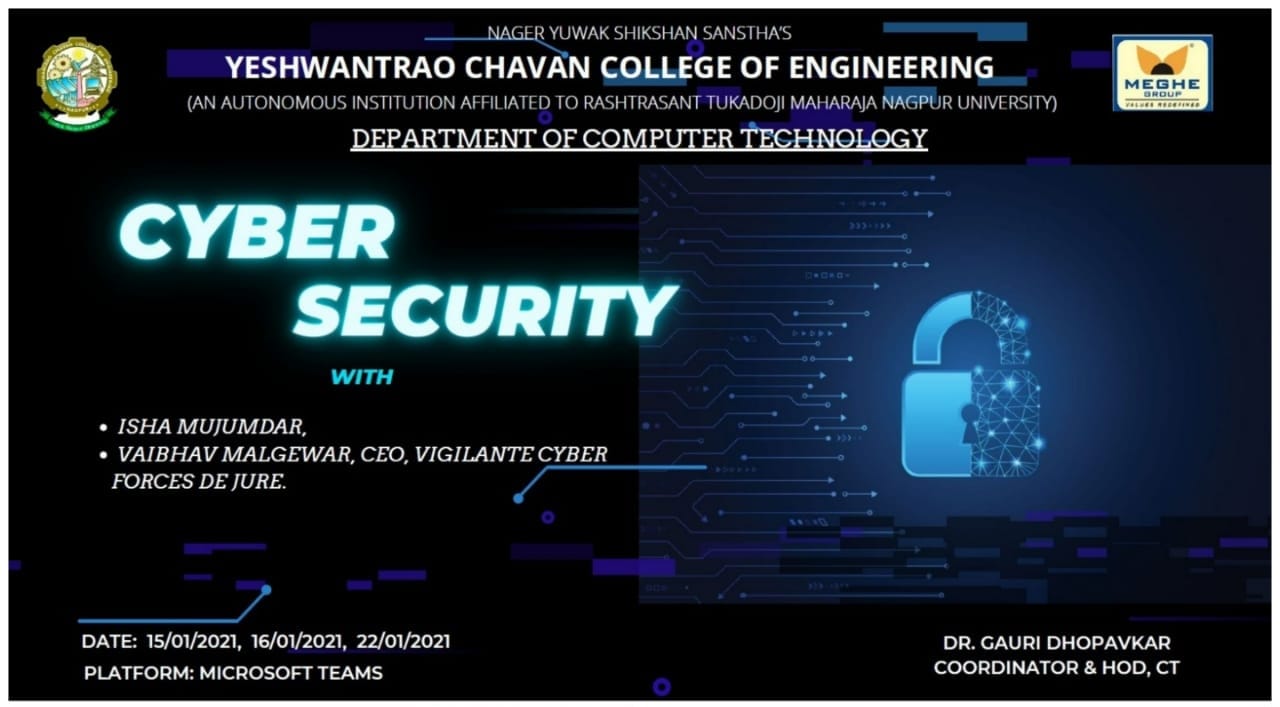 NAGER YUWAK SHIKSHAN SANSTHA'S
YESHWANTRAO CHAVAN COLLEGE OF ENGINEERING
(AN AUTONOMOUS INSTITUTION AFFILIATED TO RASHTRASANT TUKADOJI MAHARAJA NAGPUR UNIVERSITY)
DEPARTMENT OF COMPUTER TECHNOLOGY
MEGHE
GROUP
VALUES REDEFINED
CYBER
SECURITY
WITH
• ISHA MUJUMDAR,
• VAIBHAV MALGEWAR, CEO, VIGILANTE CYBER
FORCES DE JURE.
DATE: 15/01/2021, 16/01/2021, 22/01/2021
PLATFORM: MICROSOFT TEAMS
DR. GAURI DHOPAVKAR
COORDINATOR & HOD, CT